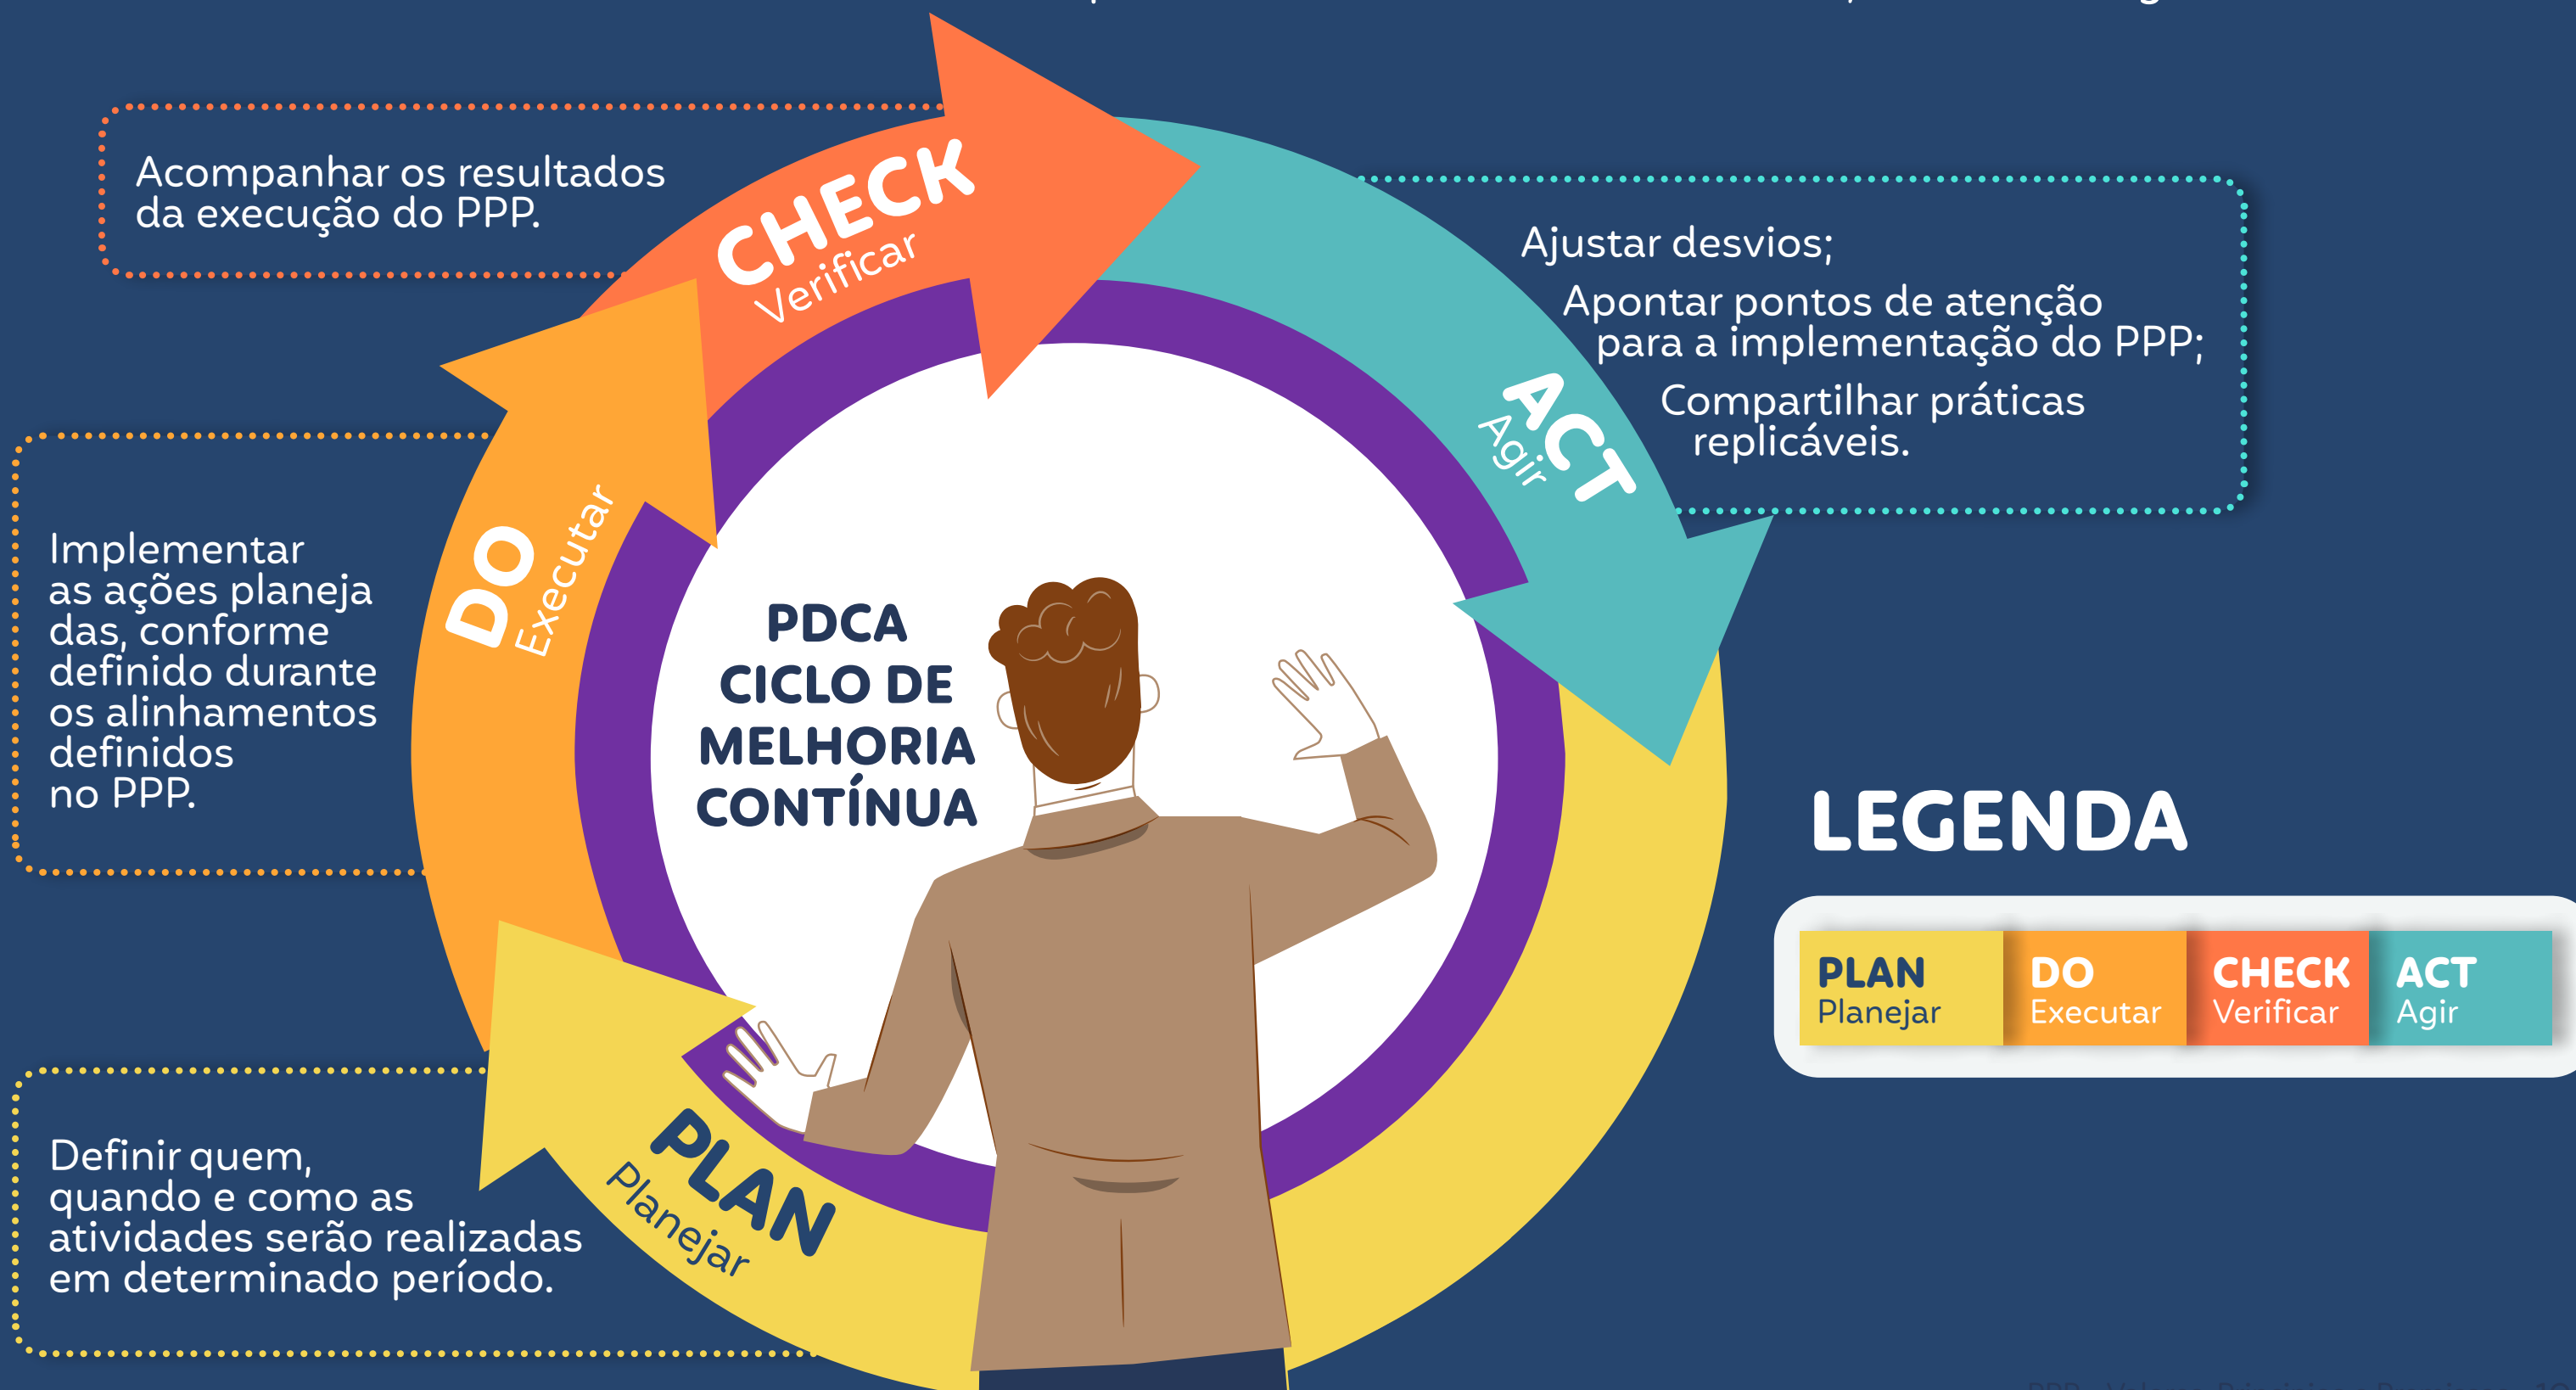 Acompanhar os resultados
da execução do PPP.
CHECK
Verificar
Ajustar desvios;
Apontar pontos de atenção
para a implementação do PPP;
Compartilhar práticas
replicáveis.
ACT
Agir
DO
Executar
Implementar
as ações planeja
das, conforme
definido durante
os alinhamentos
definidos
no PPP.
PDCA
CICLO DE
MELHORIA
CONTÍNUA
LEGENDA
PLAN
Planejar
DO
Executar
CHECK
Verificar
ACT
Agir
PLAN
Planejar
Definir quem,
quando e como as
atividades serão realizadas
em determinado período.